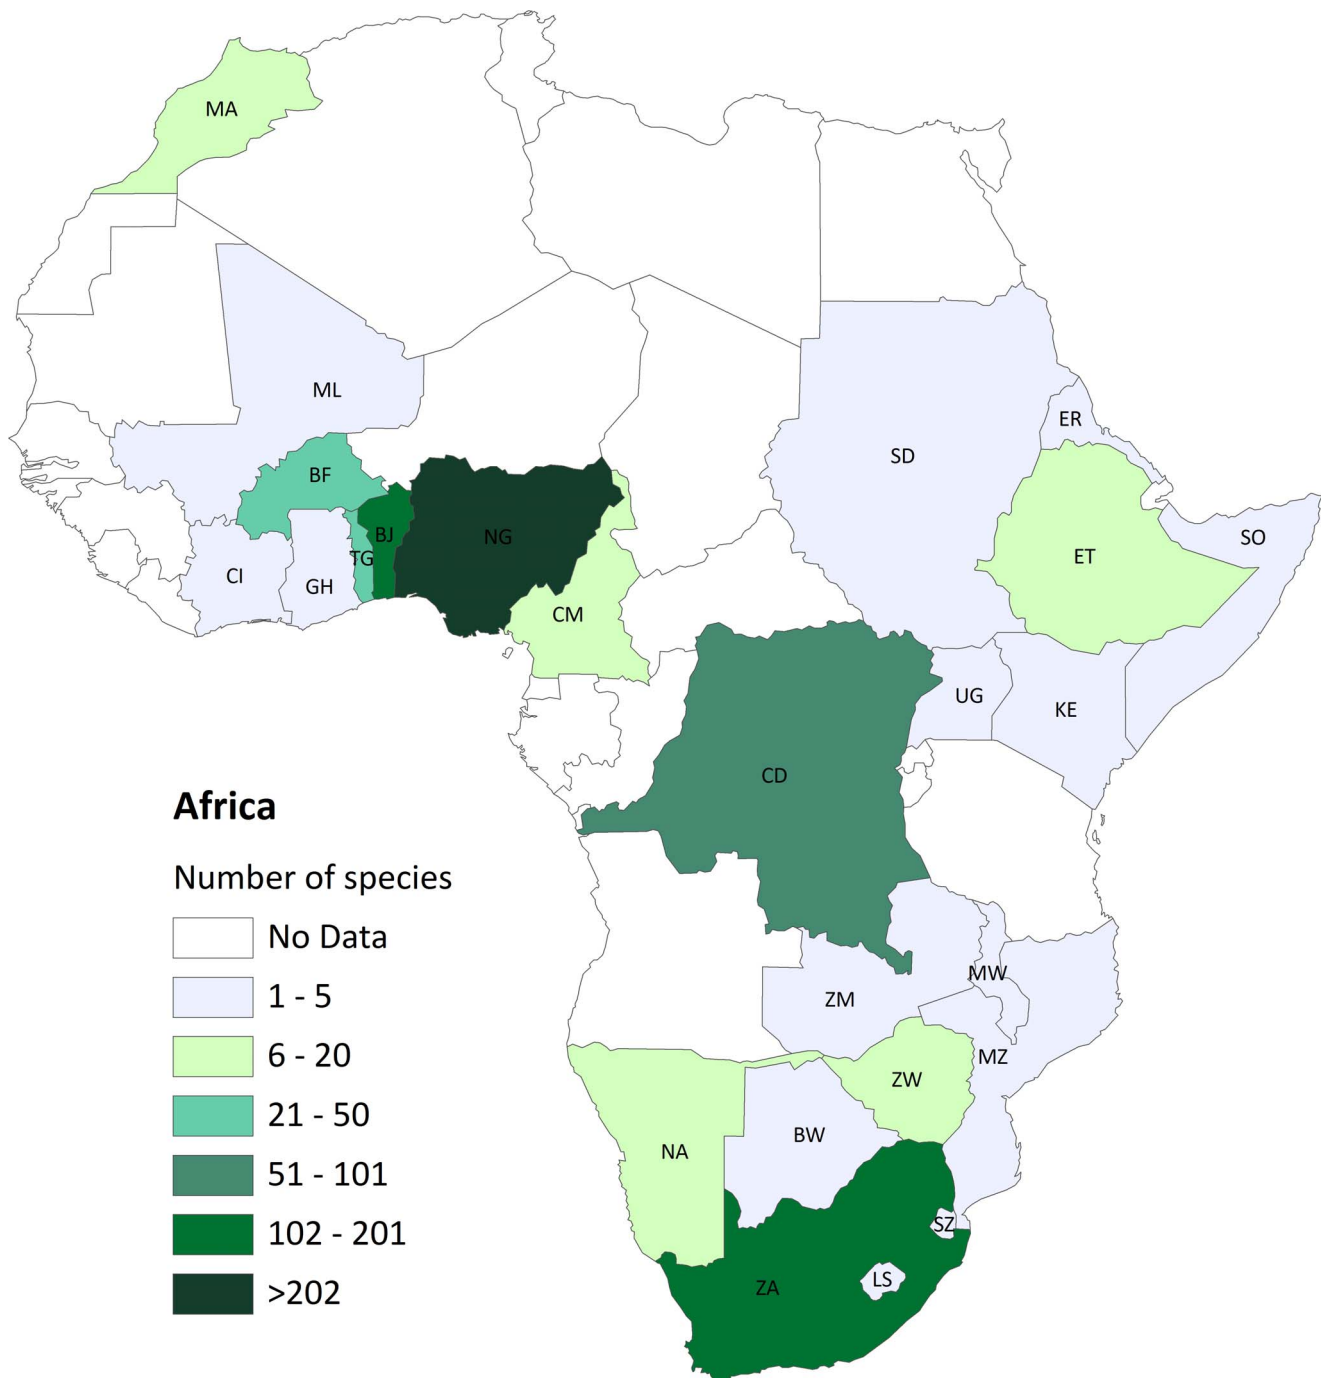 MA
ML
ER
SD
BF
BJ
NG
SO
TG
ET
CI
GH
CM
UG
KE
CD
Africa
Number of species
No Data
MW
1 - 5
ZM
6 - 20
MZ
ZW
21 - 50
BW
NA
51 - 101
102 - 201
SZ
LS
ZA
>202